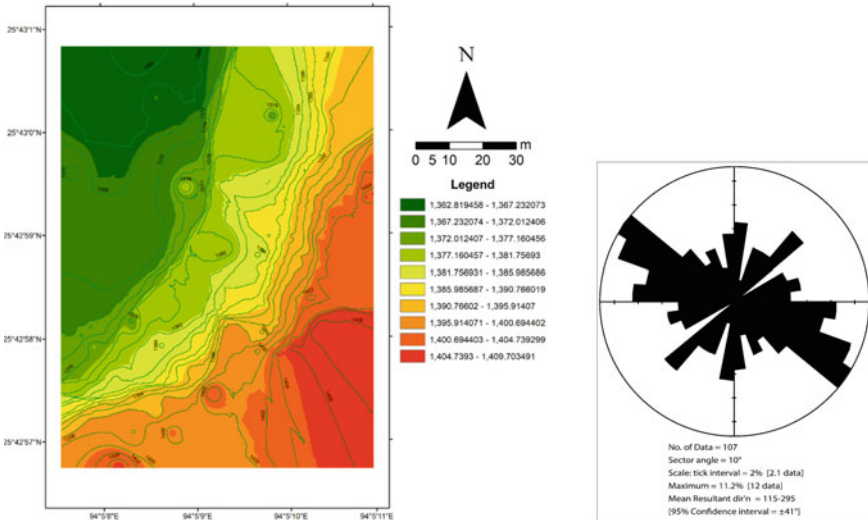 25°43'1"N
25°43'0"N
25°42'59"N
25°42'58"N
25°42'57"N
94°5'8"E 94°5'9"E 94°5'10"E 94°5'11"E
N
m
0 5 10 20 30
Legend
1,362.819458 - 1,367.232073
1,367.232074 - 1,372.012406
1,372.012407 - 1,377.160456
1,377.160457 - 1,381.75693
1,381.756931 - 1,385.985686
1,385.985687 - 1,390.766019
1,390.76602 - 1,395.91407
1,395.914071 - 1,400.694402
1,400.694403 - 1,404.739299
1,404.7393 - 1,409.703491
No. of Data = 107
Sector angle = 10°
Scale: tick interval = 2% [2.1 data]
Maximum = 11.2% [12 data]
Mean Resultant dir'n = 115-295
[95% Confidence interval = ±41°]